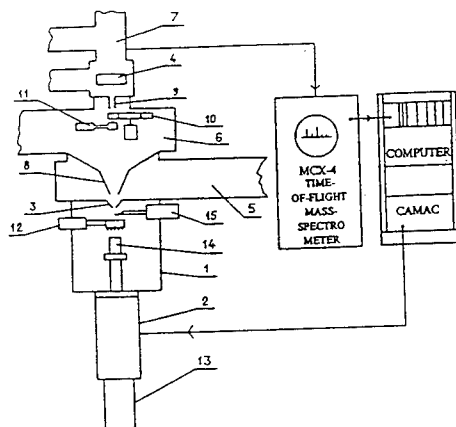 7
4
11
9
10
6
8
3
12
15
5
14
1
2
13
MCX-4
TIME-
OF-FLIGHT
MASS-
SPECTRO
METER
COMPUTER
CAMAC